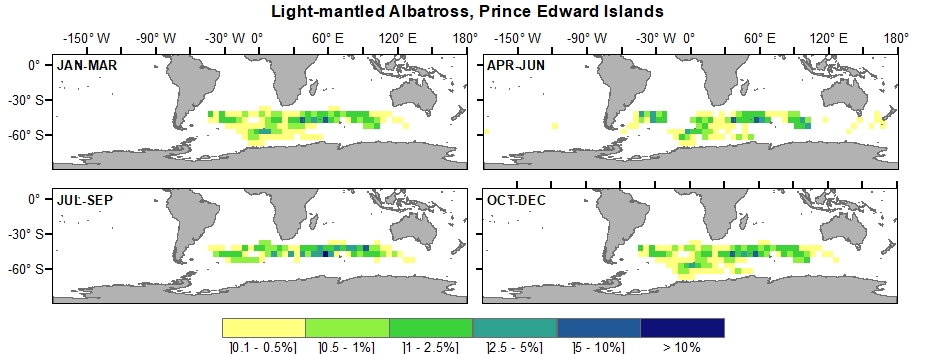 Light-mantled Albatross, Prince Edward Islands
-150° W -90° W -30° W 0° 60° E 120° E 180° -150° W -90° W -30° W 0° 60° E 120° E 180°
0° JAN-MAR APR-JUN
-30° S
-60° S
0° JUL-SEP OCT-DEC
-30° S
-60° S
]0.1 - 0.5%] ]0.5 - 1%] ]1 - 2.5%] ]2.5 - 5%] ]5 - 10%] > 10%